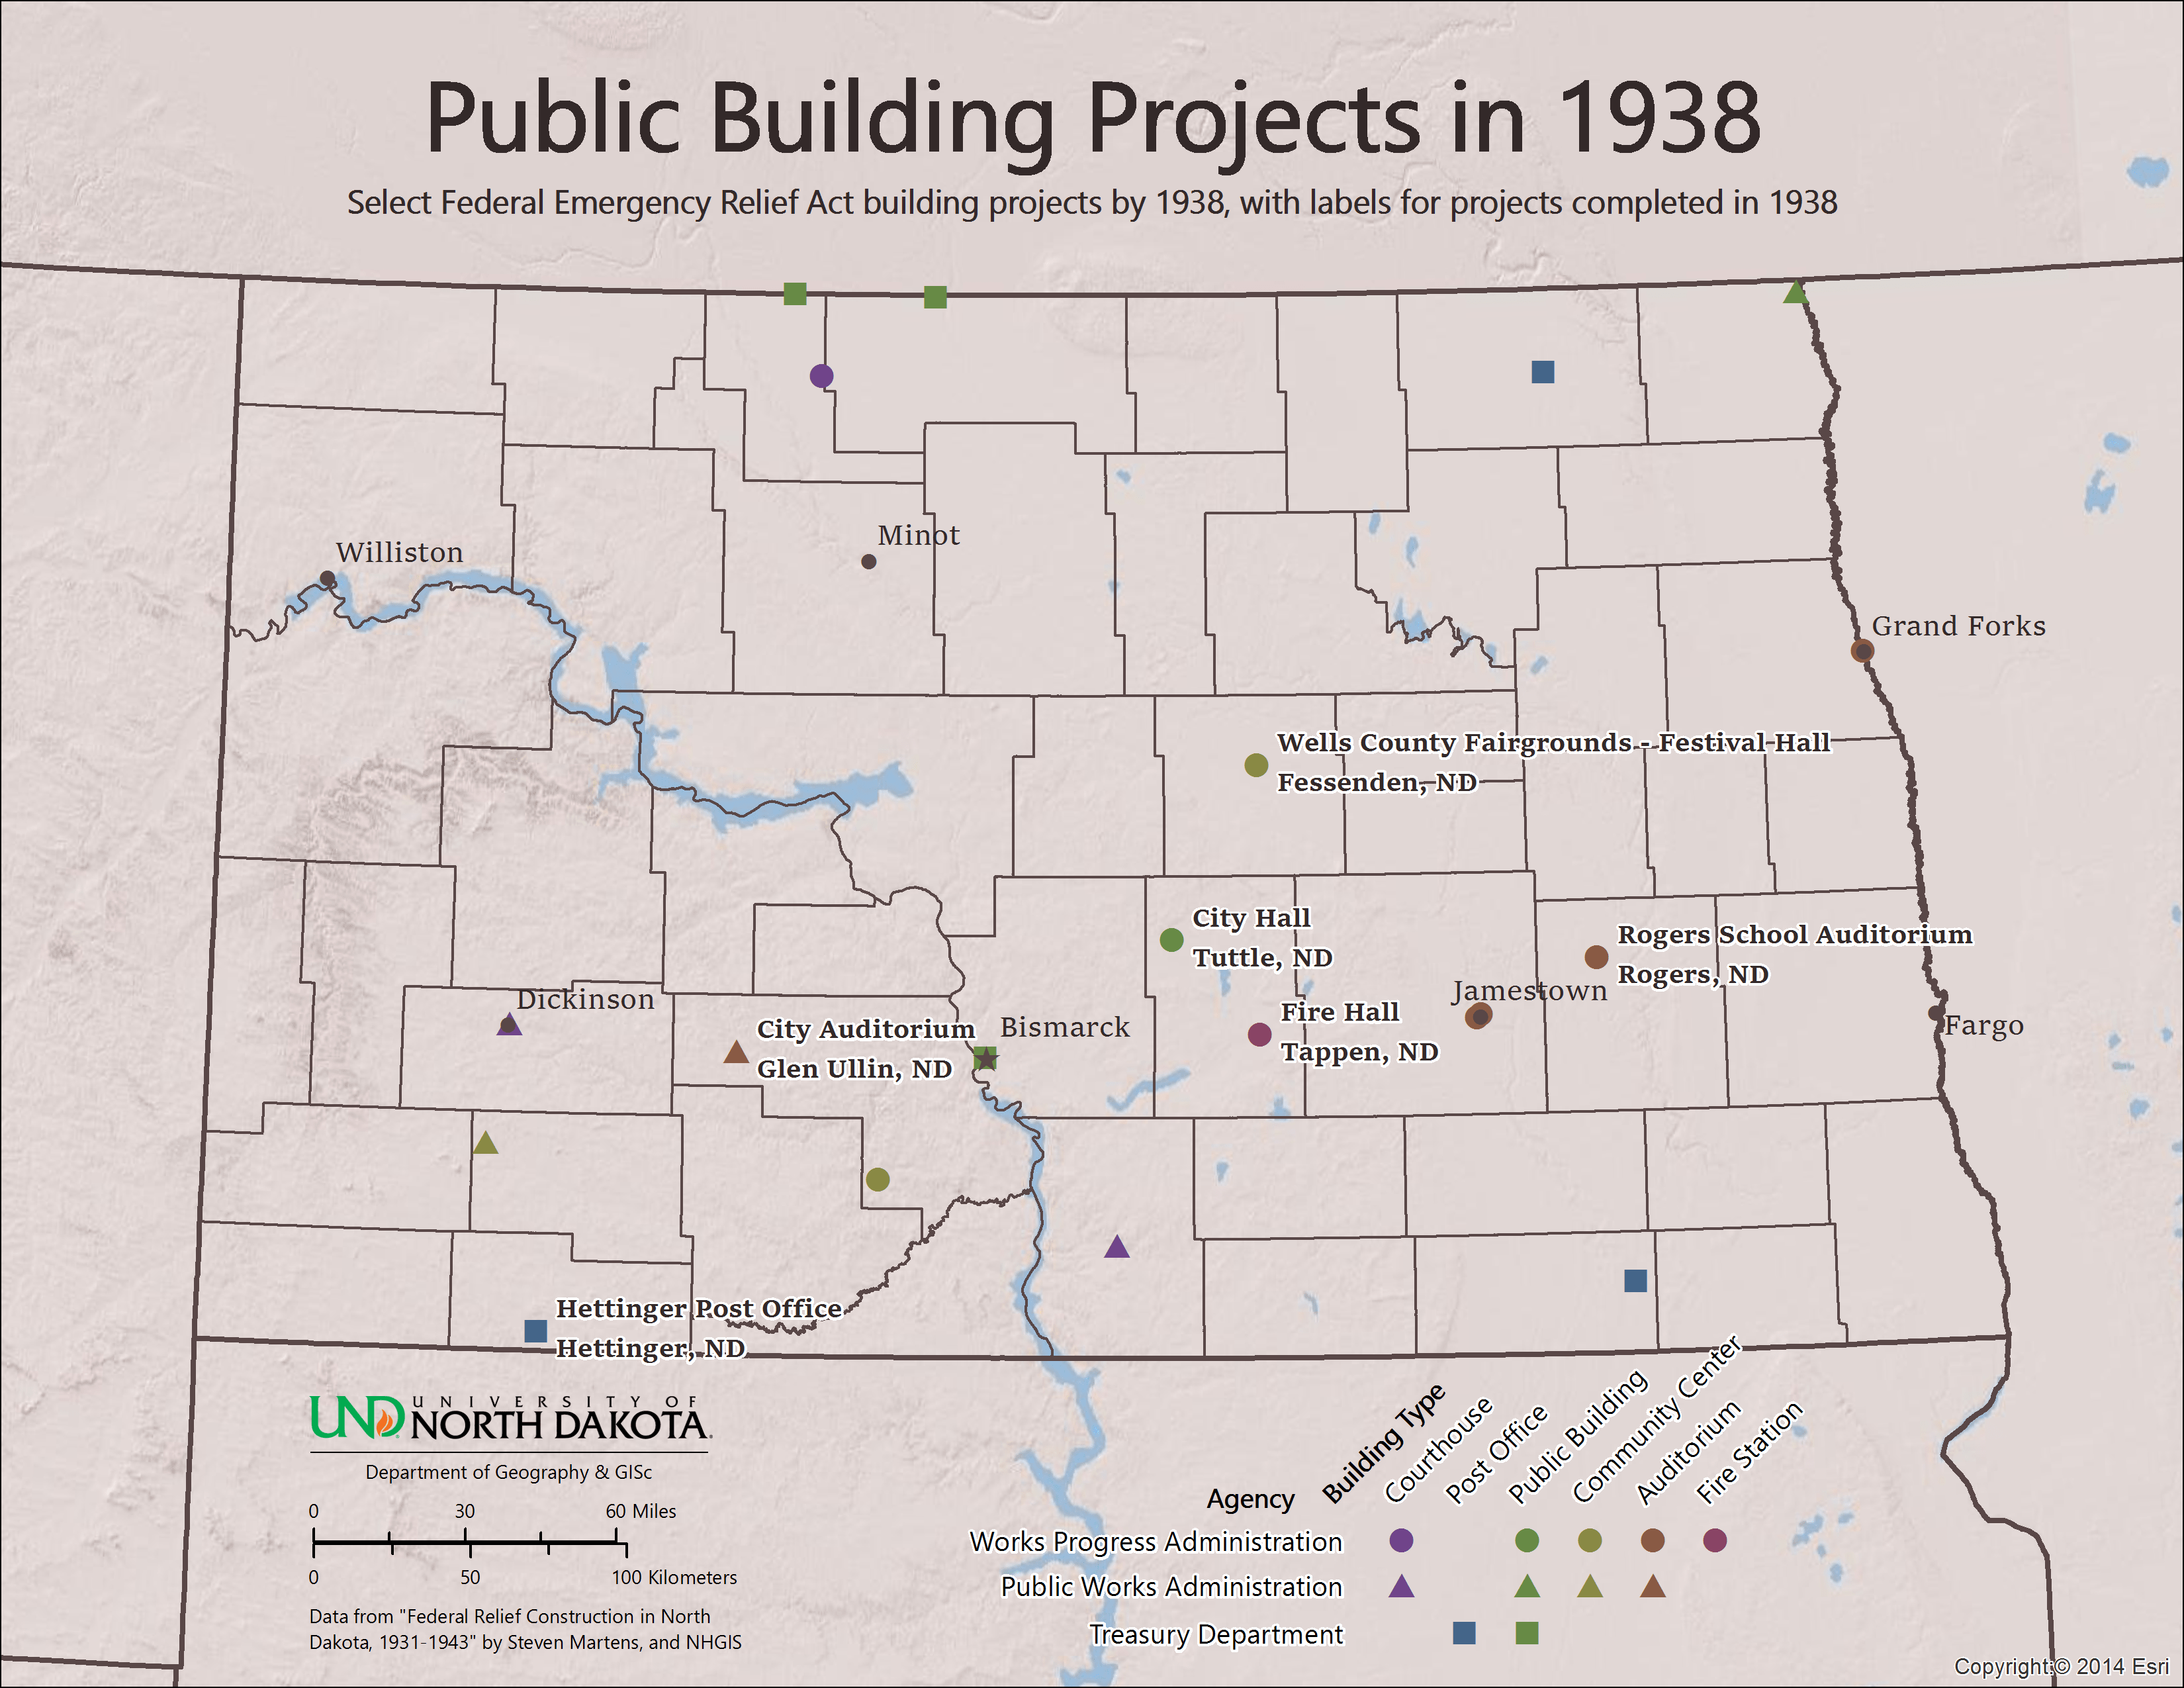 Public Building Projects in 1938
Select Federal Emergency Relief Act building projects by 1938, with labels for projects completed in 1938
Minot
Williston
Grand Forks
Wells County Fairgrounds - Festival Hall
Fessenden, ND
City Hall
Tuttle, ND
Rogers School Auditorium
Rogers, ND
Jamestown
Dickinson
City Auditorium
Glen Ullin, ND
Bismarck
Fire Hall
Tappen, ND
Fargo
Hettinger Post Office
Hettinger, ND
UND UNIVERSITY OF
NORTH DAKOTA.
Department of Geography & GISc
0 30 60 Miles
0 50 100 Kilometers
Data from "Federal Relief Construction in North
Dakota, 1931-1943" by Steven Martens, and NHGIS
Agency
Building Type
Courthouse
Post Office
Public Building
Community Center
Auditorium
Fire Station
Works Progress Administration
Public Works Administration
Treasury Department
Copyright:© 2014 Esri